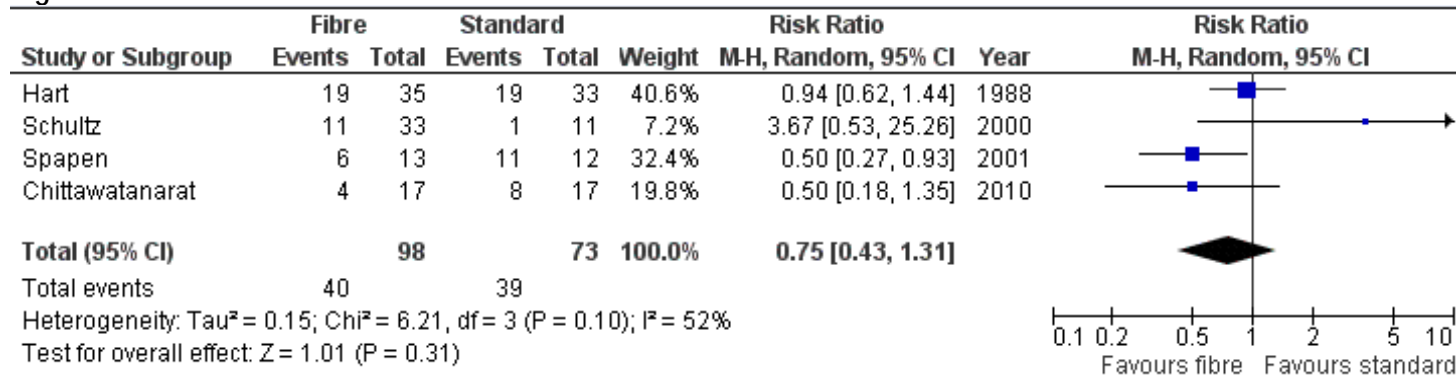 Fibre Standard Risk Ratio Risk Ratio
Study or Subgroup Events Total Events Total Weight M-H, Random, 95% CI Year M-H, Random, 95% CI
Hart 19 35 19 33 40.6% 0.94 [0.62, 1.44] 1988
Schultz 11 33 1 11 7.2% 3.67 [0.53, 25.26] 2000
Spapen 6 13 11 12 32.4% 0.50 [0.27, 0.93] 2001
Chittawatanarat 4 17 8 17 19.8% 0.50 [0.18, 1.35] 2010
Total (95% CI) 98 73 100.0% 0.75 [0.43, 1.31]
Total events 40 39
Heterogeneity: Tau² = 0.15; Chi² = 6.21, df = 3 (P = 0.10); I² = 52%
Test for overall effect: Z = 1.01 (P = 0.31)
0.1 0.2 0.5 1 2 5 10
Favours fibre Favours standard